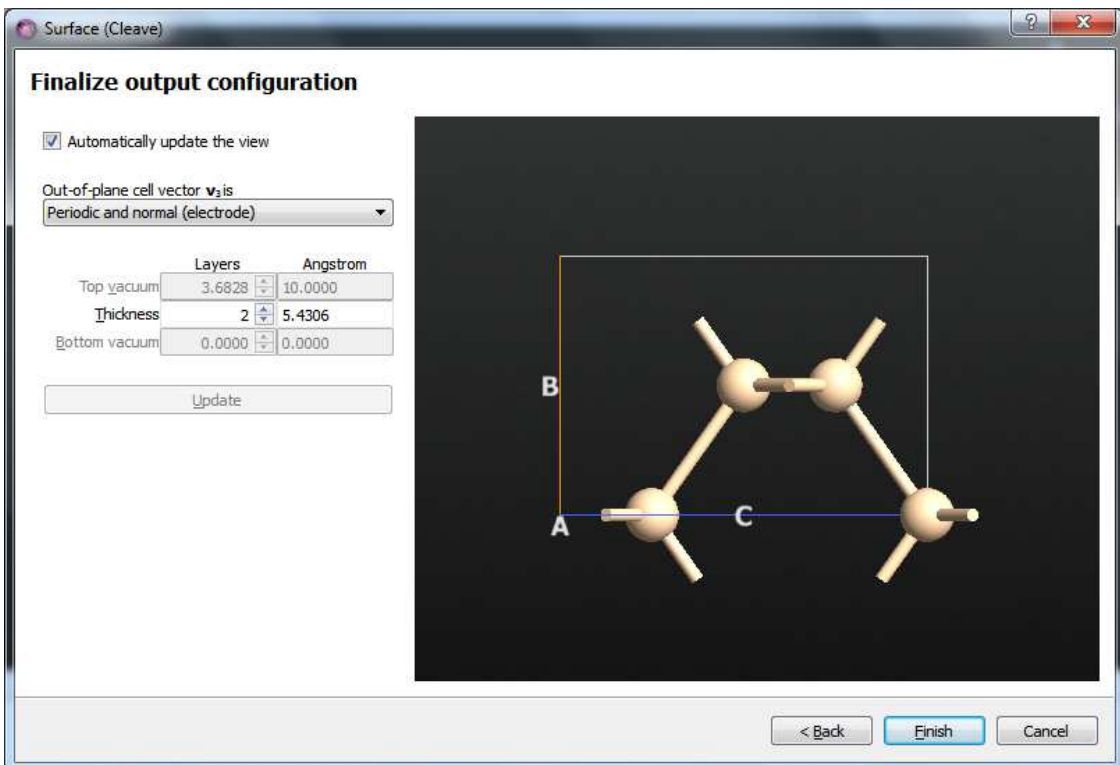 Surface (Cleave)
Finalize output configuration
Automatically update the view
Out-of-plane cell vector v₃ is
Periodic and normal (electrode)
Layers Angstrom
Top vacuum 3.6828 10.0000
Thickness 2 5.4306
Bottom vacuum 0.0000 0.0000
Update
B
A C
< Back Finish Cancel